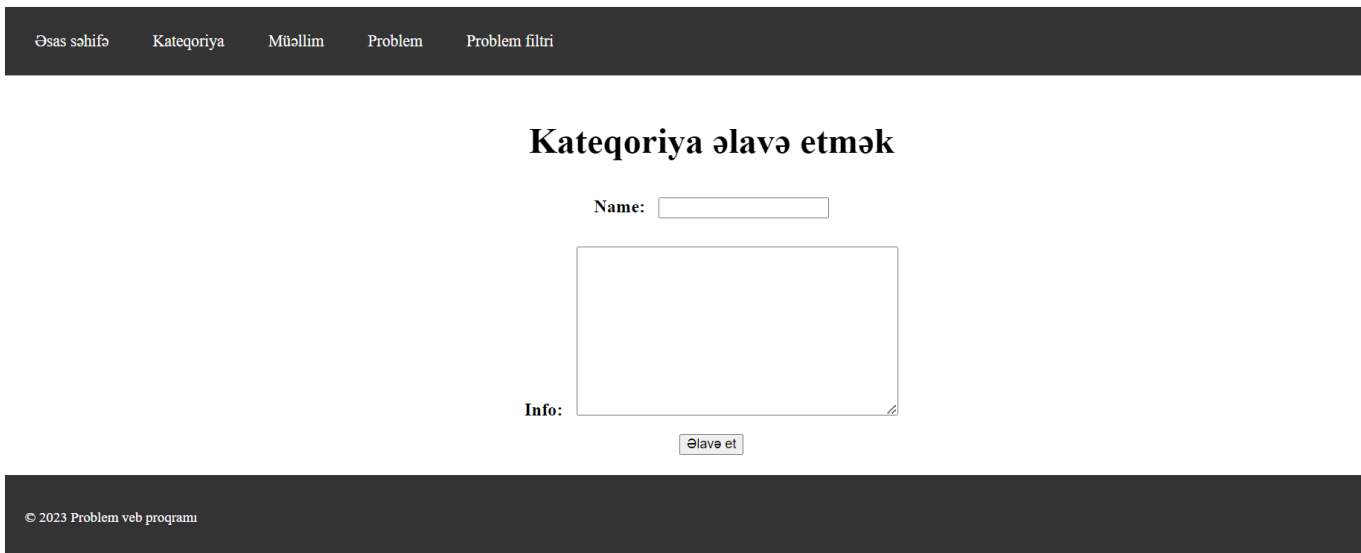 Əsas səhifə Kateqoriya Müəllim Problem Problem filtri
Kateqoriya əlavə etmək
Name:
Info:
Əlavə et
© 2023 Problem veb proqramı